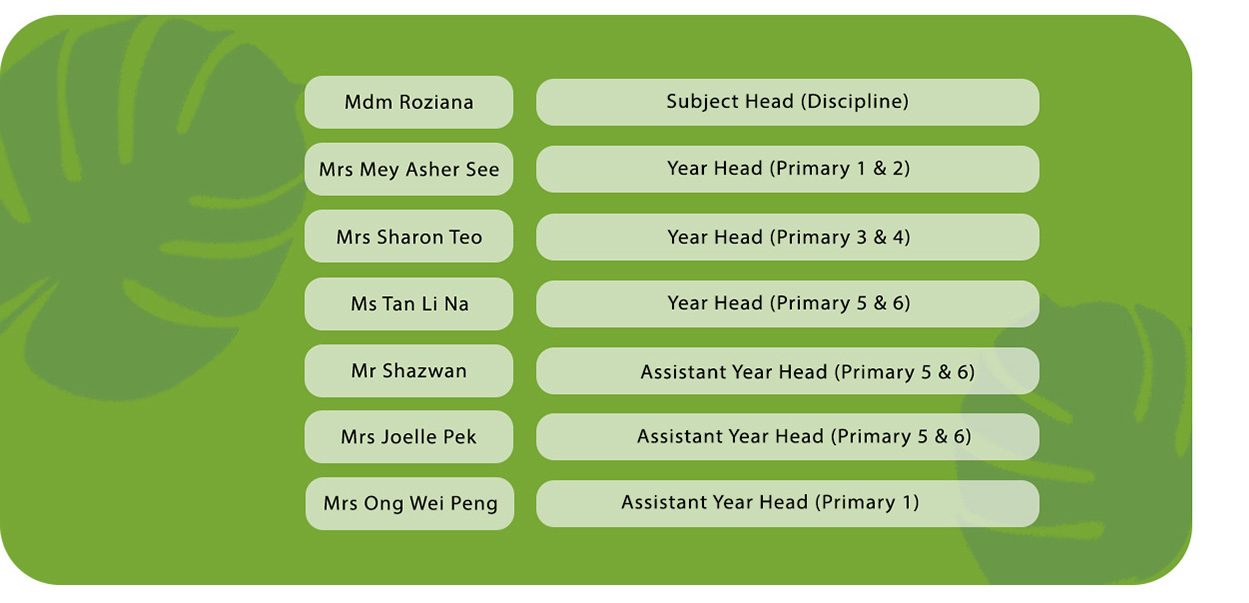 Mdm Roziana Subject Head (Discipline)
Mrs Mey Asher See Year Head (Primary 1 & 2)
Mrs Sharon Teo Year Head (Primary 3 & 4)
Ms Tan Li Na Year Head (Primary 5 & 6)
Mr Shazwan Assistant Year Head (Primary 5 & 6)
Mrs Joelle Pek Assistant Year Head (Primary 5 & 6)
Mrs Ong Wei Peng Assistant Year Head (Primary 1)